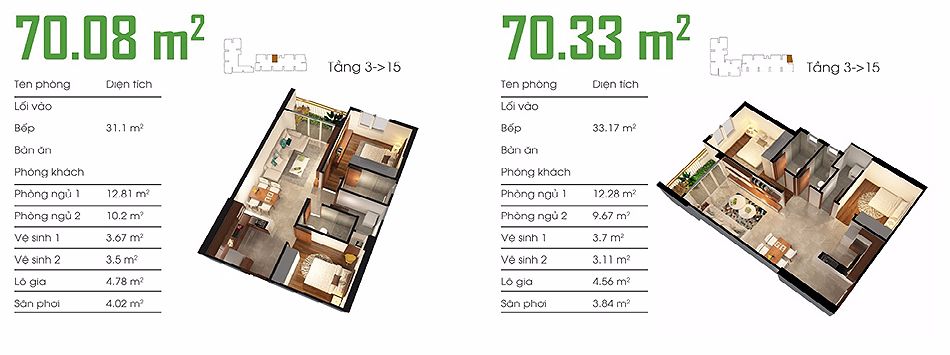 70.08 m²
Tầng 3->15
Tên phòng Diện tích
Lối vào
Bếp 31.1 m²
Bàn ăn
Phòng khách
Phòng ngủ 1 12.81 m²
Phòng ngủ 2 10.2 m²
Vệ sinh 1 3.67 m²
Vệ sinh 2 3.5 m²
Lô gia 4.78 m²
Sân phơi 4.02 m²
70.33 m²
Tầng 3->15
Tên phòng Diện tích
Lối vào
Bếp 33.17 m²
Bàn ăn
Phòng khách
Phòng ngủ 1 12.28 m²
Phòng ngủ 2 9.67 m²
Vệ sinh 1 3.7 m²
Vệ sinh 2 3.11 m²
Lô gia 4.56 m²
Sân phơi 3.84 m²